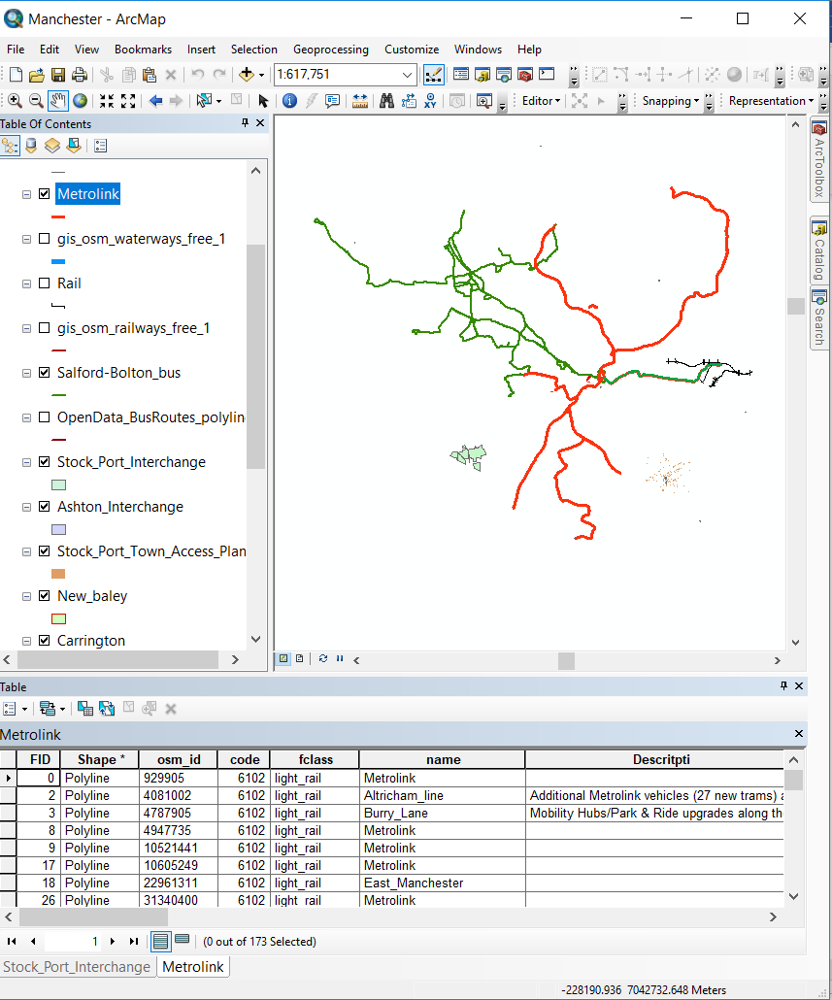 Manchester - ArcMap
File Edit View Bookmarks Insert Selection Geoprocessing Customize Windows Help
1:617,751
Editor Snapping Representation
Table Of Contents
Metrolink
gis_osm_waterways_free_1
Rail
gis_osm_railways_free_1
Salford-Bolton_bus
OpenData_BusRoutes_polylin
Stock_Port_Interchange
Ashton_Interchange
Stock_Port_Town_Access_Plan
New_baley
Carrington
ArcToolbox
Catalog
Search
Table
Metrolink
FID Shape * osm_id code fclass name Descritpti
0 Polyline 929905 6102 light_rail Metrolink
2 Polyline 4081002 6102 light_rail Altricham_line Additional Metrolink vehicles (27 new trams) a
3 Polyline 4787905 6102 light_rail Burry_Lane Mobility Hubs/Park & Ride upgrades along th
8 Polyline 4947735 6102 light_rail Metrolink
9 Polyline 10521441 6102 light_rail Metrolink
17 Polyline 10605249 6102 light_rail Metrolink
18 Polyline 22961311 6102 light_rail East_Manchester
26 Polyline 31340400 6102 light_rail Metrolink
1 (0 out of 173 Selected)
Stock_Port_Interchange Metrolink
-228190.936 7042732.648 Meters